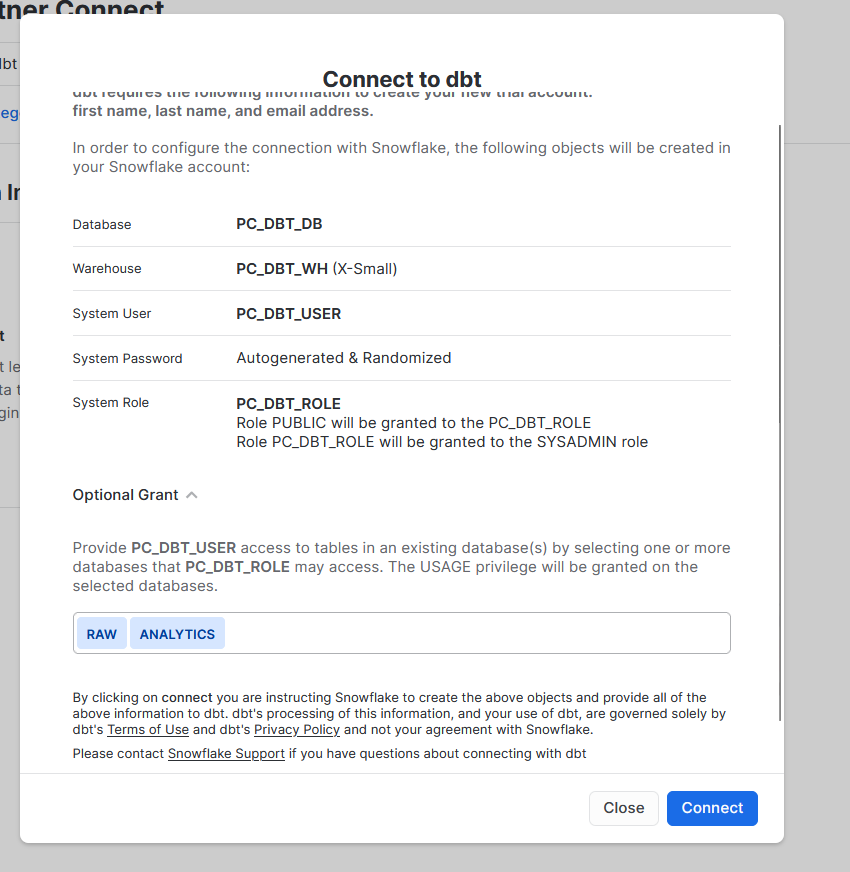 tner Connect
dbt
eg
Connect to dbt
dbt requires the following information to create your new trial account:
first name, last name, and email address.
In order to configure the connection with Snowflake, the following objects will be created in
your Snowflake account:
Database PC_DBT_DB
Warehouse PC_DBT_WH (X-Small)
System User PC_DBT_USER
System Password Autogenerated & Randomized
System Role PC_DBT_ROLE
Role PUBLIC will be granted to the PC_DBT_ROLE
Role PC_DBT_ROLE will be granted to the SYSADMIN role
Optional Grant
Provide PC_DBT_USER access to tables in an existing database(s) by selecting one or more
databases that PC_DBT_ROLE may access. The USAGE privilege will be granted on the
selected databases.
RAW ANALYTICS
By clicking on connect you are instructing Snowflake to create the above objects and provide all of the
above information to dbt. dbt's processing of this information, and your use of dbt, are governed solely by
dbt's Terms of Use and dbt's Privacy Policy and not your agreement with Snowflake.
Please contact Snowflake Support if you have questions about connecting with dbt
Close Connect